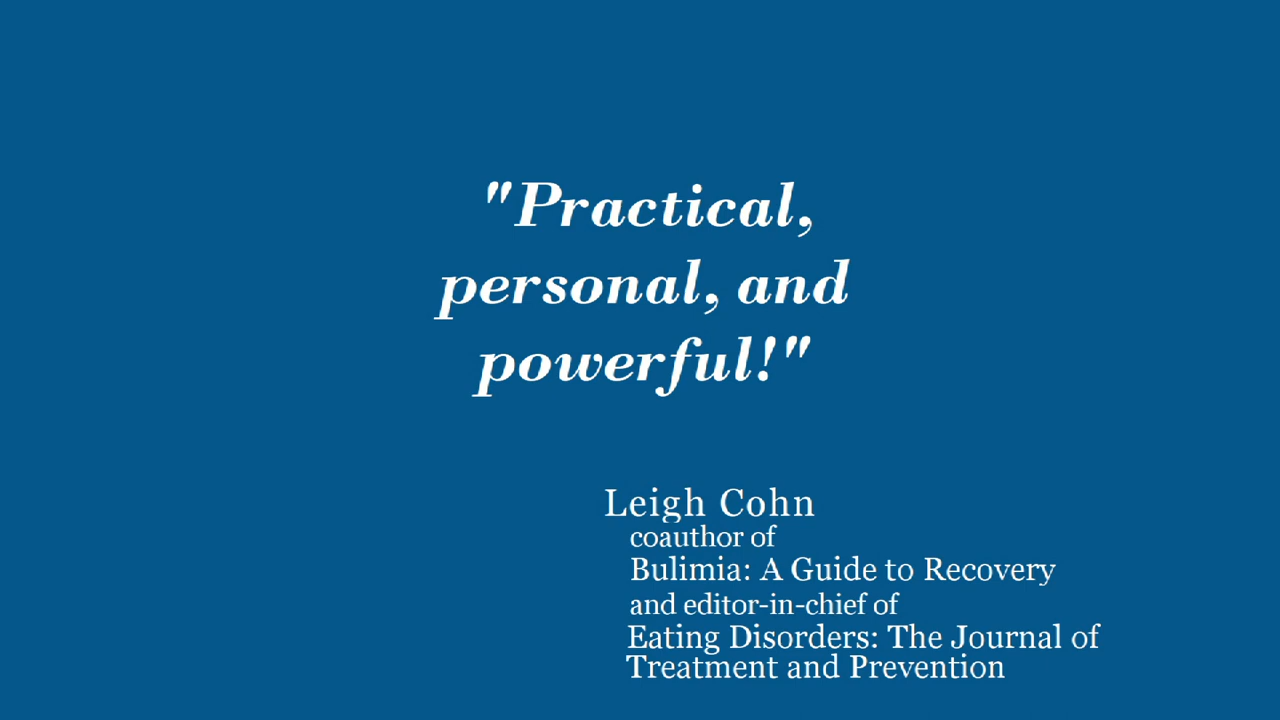 "Practical,
personal, and
powerful!"
Leigh Cohn
coauthor of
Bulimia: A Guide to Recovery
and editor-in-chief of
Eating Disorders: The Journal of
Treatment and Prevention